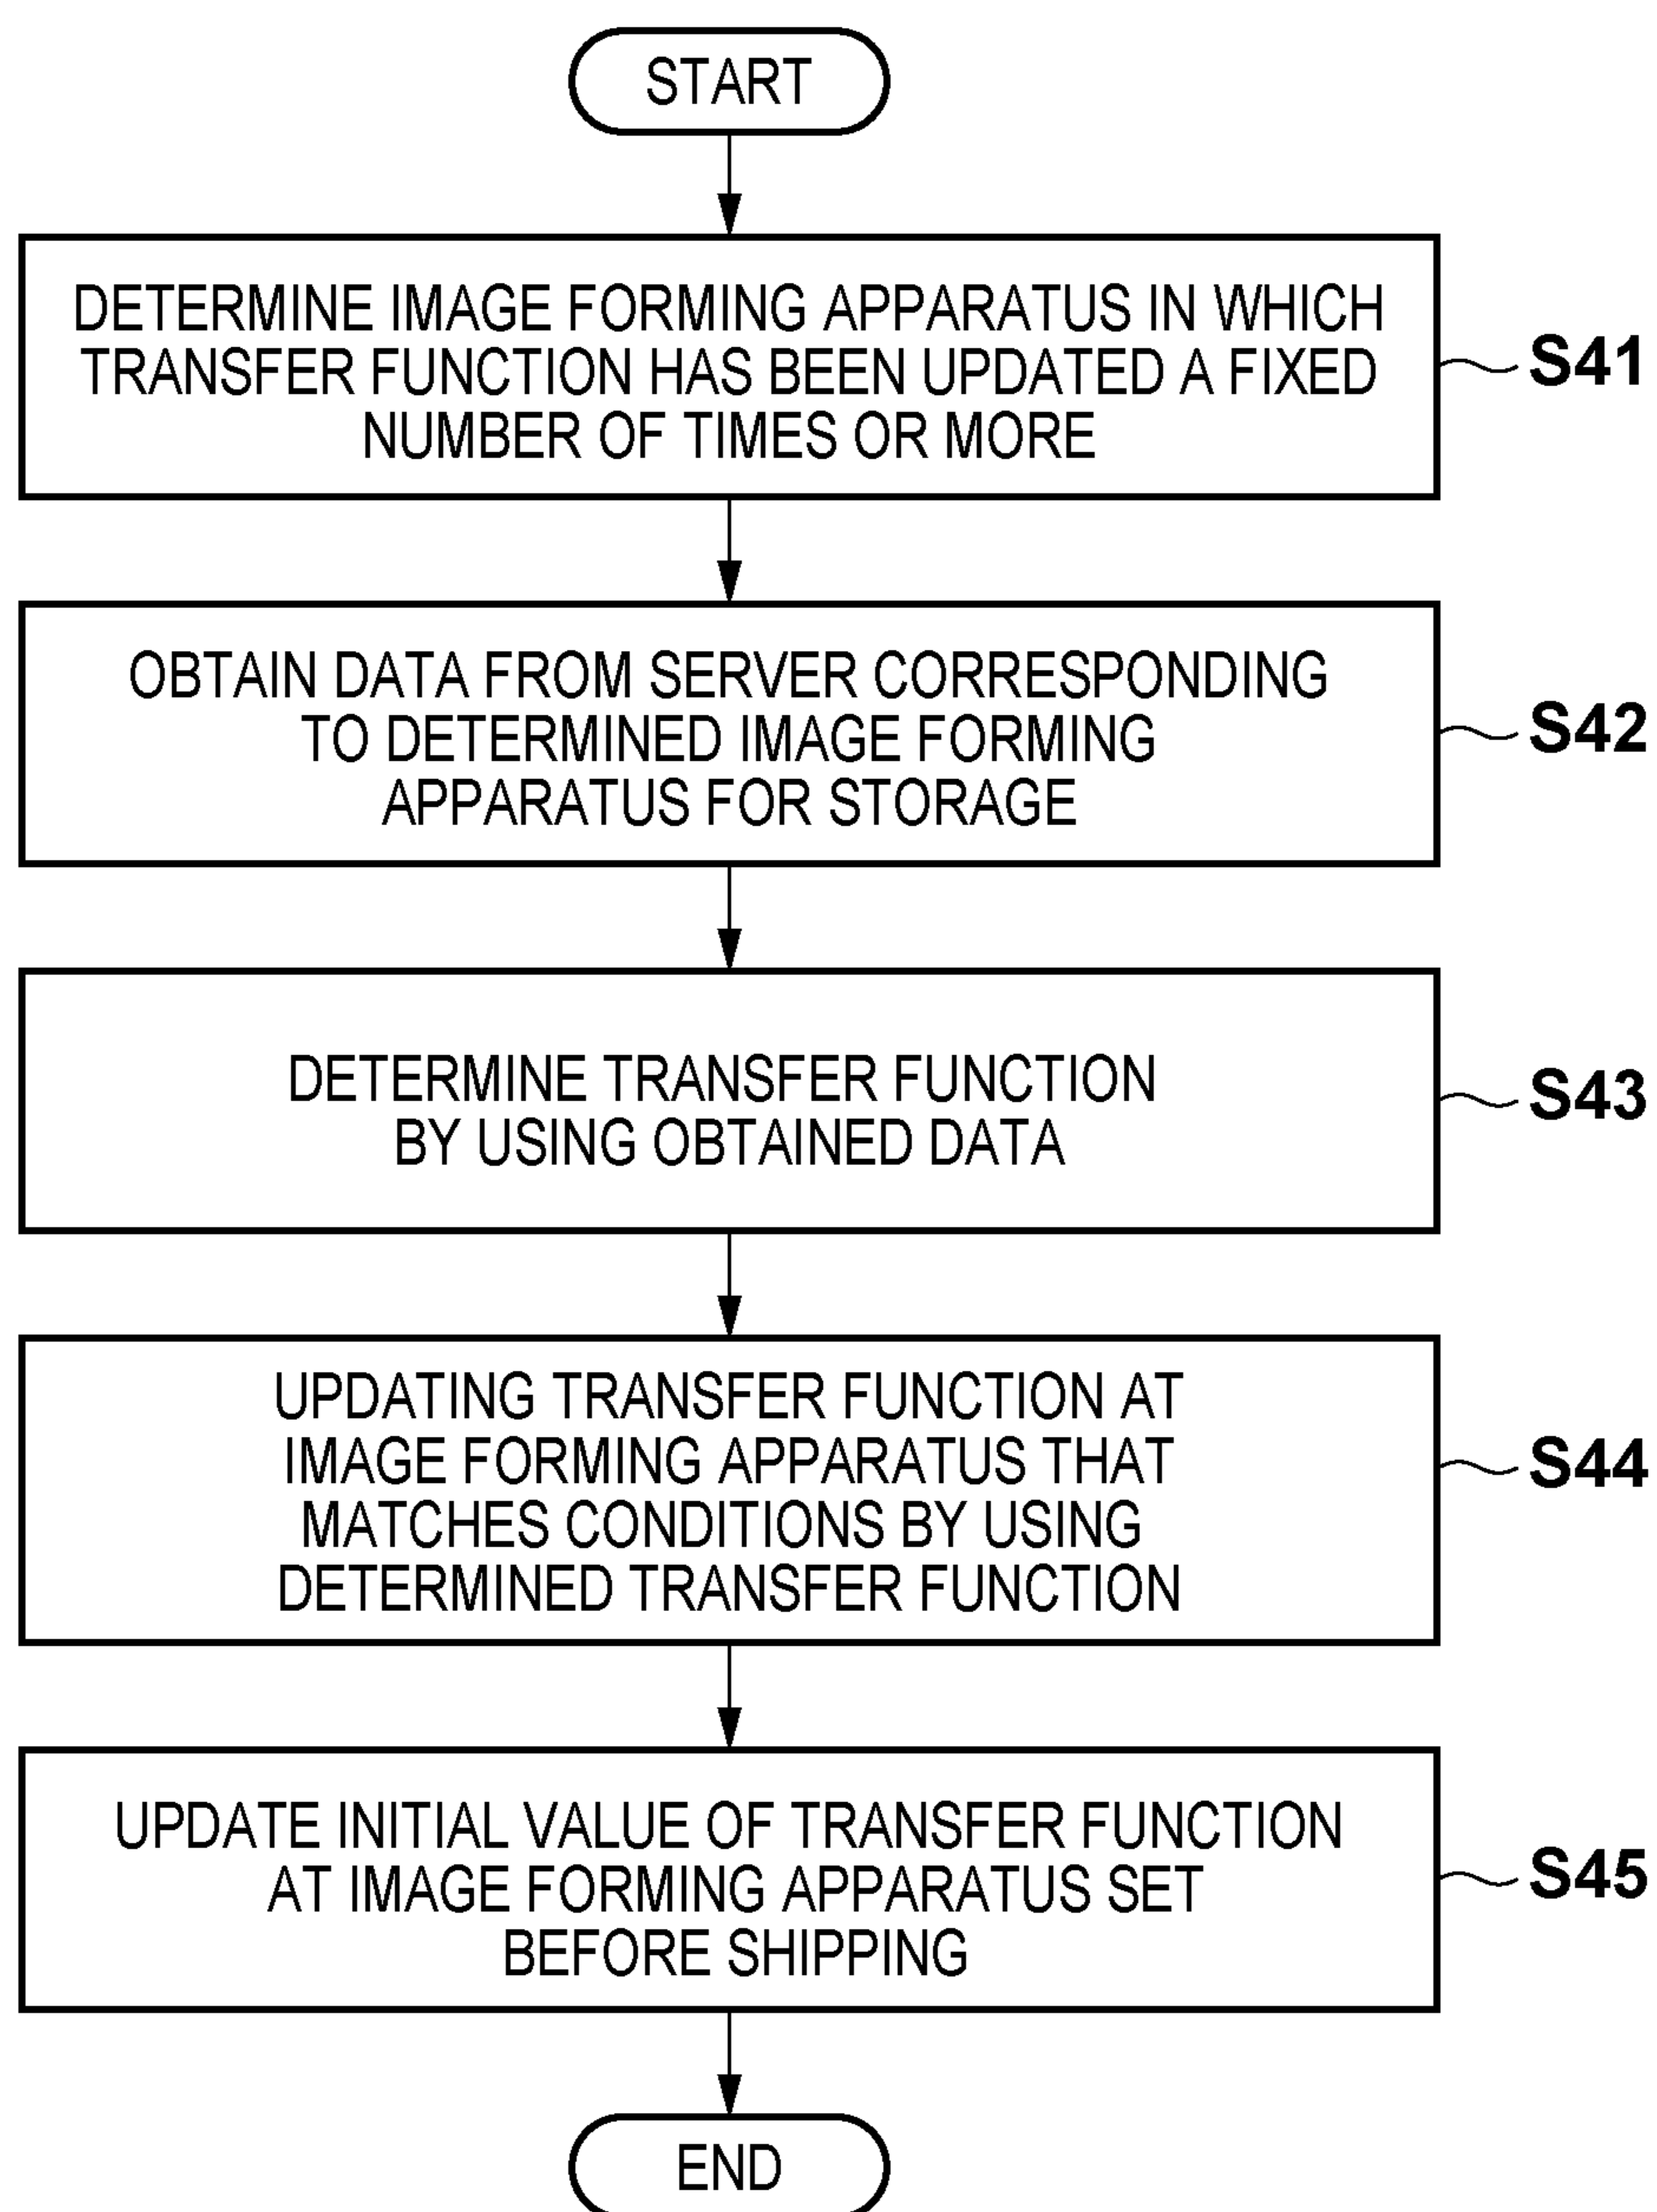 START
DETERMINE IMAGE FORMING APPARATUS IN WHICH
TRANSFER FUNCTION HAS BEEN UPDATED A FIXED
NUMBER OF TIMES OR MORE
S41
OBTAIN DATA FROM SERVER CORRESPONDING
TO DETERMINED IMAGE FORMING
APPARATUS FOR STORAGE
S42
DETERMINE TRANSFER FUNCTION
BY USING OBTAINED DATA
S43
UPDATING TRANSFER FUNCTION AT
IMAGE FORMING APPARATUS THAT
MATCHES CONDITIONS BY USING
DETERMINED TRANSFER FUNCTION
S44
UPDATE INITIAL VALUE OF TRANSFER FUNCTION
AT IMAGE FORMING APPARATUS SET
BEFORE SHIPPING
S45
END